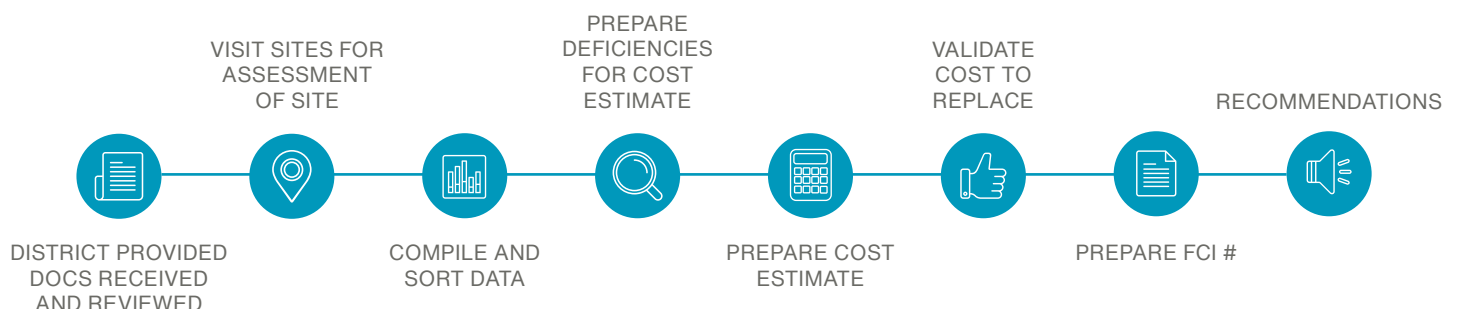 DISTRICT PROVIDED
DOCS RECEIVED
AND REVIEWED
VISIT SITES FOR
ASSESSMENT
OF SITE
COMPILE AND
SORT DATA
PREPARE
DEFICIENCIES
FOR COST
ESTIMATE
PREPARE COST
ESTIMATE
VALIDATE
COST TO
REPLACE
PREPARE FCI #
RECOMMENDATIONS